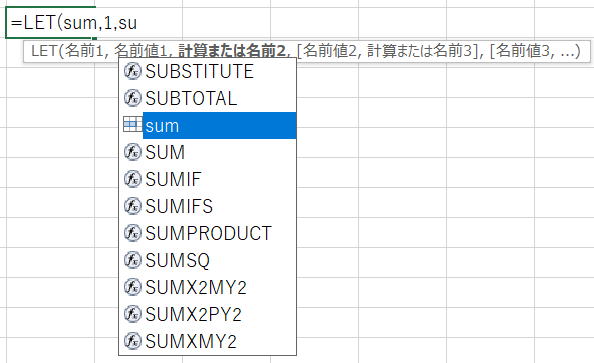 =LET(sum,1,su
LET(名前1, 名前値1, 計算または名前2, [名前値2, 計算または名前3], [名前値3, ...)
SUBSTITUTE
SUBTOTAL
sum
SUM
SUMIF
SUMIFS
SUMPRODUCT
SUMSQ
SUMX2MY2
SUMX2PY2
SUMXMY2